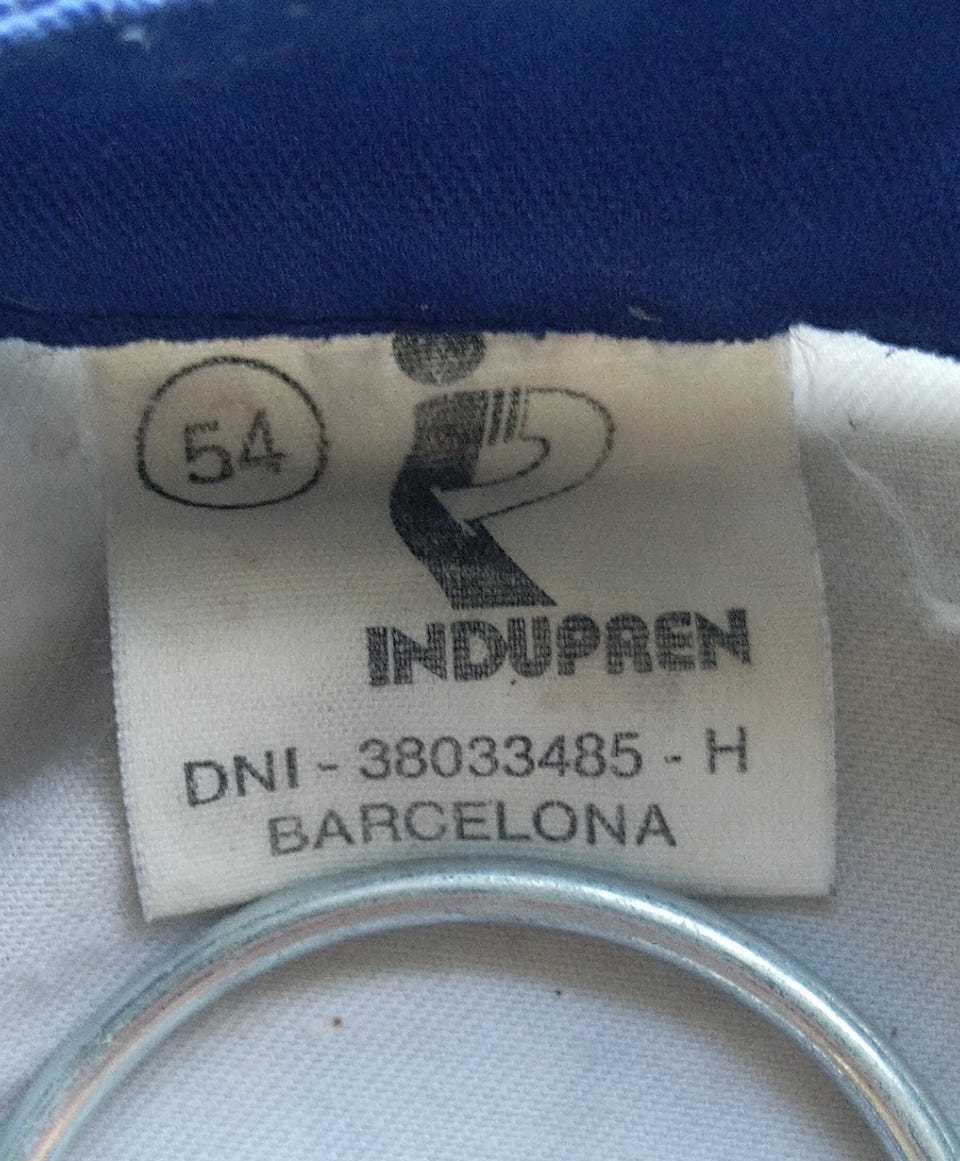 54
INDUPREN
DNI - 38033485 - H
BARCELONA